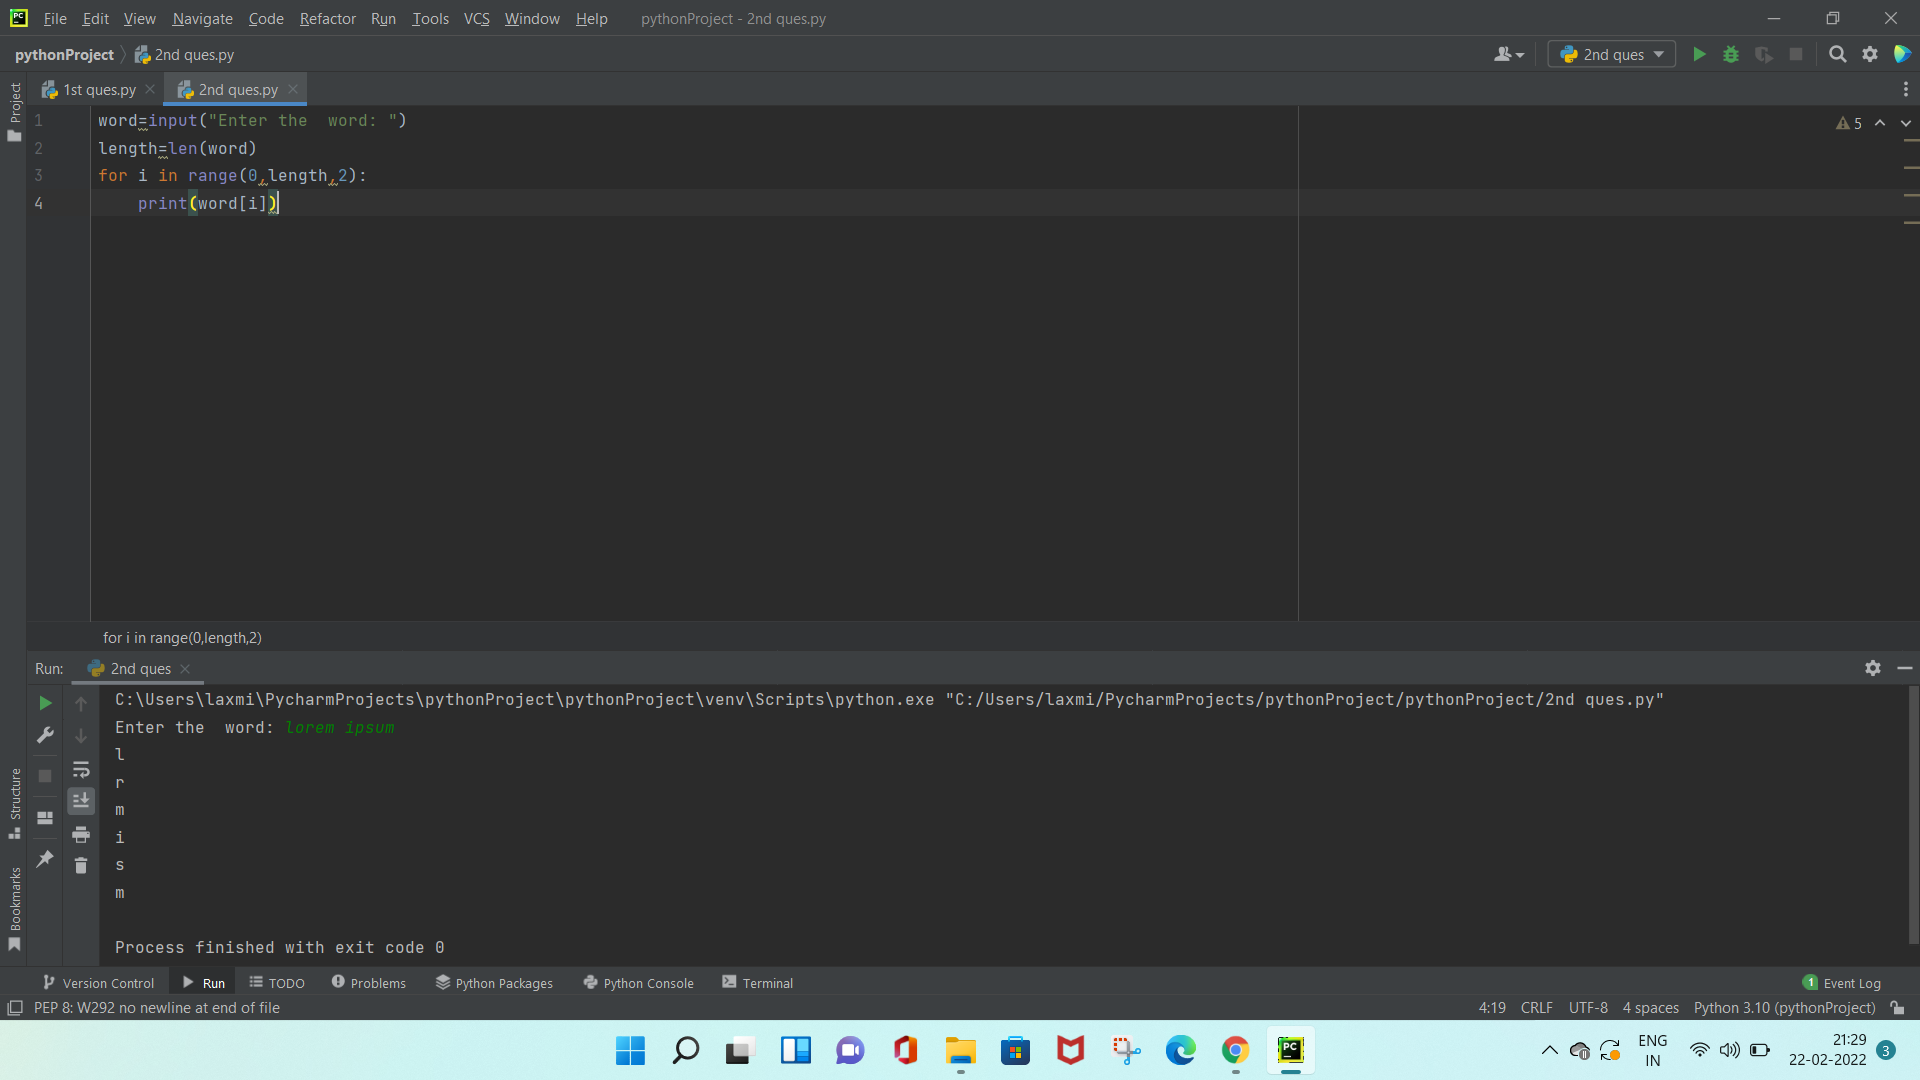 File Edit View Navigate Code Refactor Run Tools VCS Window Help pythonProject - 2nd ques.py
pythonProject 2nd ques.py 2nd ques
1st ques.py 2nd ques.py
Project
1 word=input("Enter the  word: ")
5
2 length=len(word)
3 for i in range(0,length,2):
4     print(word[i])
for i in range(0,length,2)
Run: 2nd ques
C:\Users\laxmi\PycharmProjects\pythonProject\pythonProject\venv\Scripts\python.exe "C:/Users/laxmi/PycharmProjects/pythonProject/pythonProject/2nd ques.py"
Enter the  word: lorem ipsum
l
r
m
i
s
m
Process finished with exit code 0
Structure
Bookmarks
Version Control Run TODO Problems Python Packages Python Console Terminal 1 Event Log
PEP 8: W292 no newline at end of file 4:19 CRLF UTF-8 4 spaces Python 3.10 (pythonProject)
PC
ENG
IN
21:29
22-02-2022
3